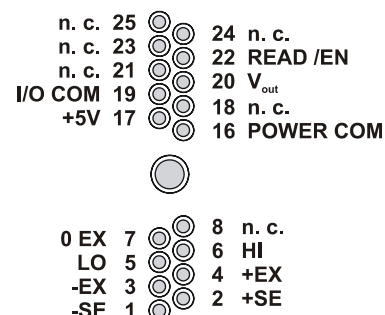 n. c. 25
24 n. c.
n. c. 23
22 READ /EN
n. c. 21
20 Vout
I/O COM 19
18 n. c.
+5V 17
16 POWER COM
8 n. c.
0 EX 7
6 HI
LO 5
4 +EX
-EX 3
2 +SE
-SE 1